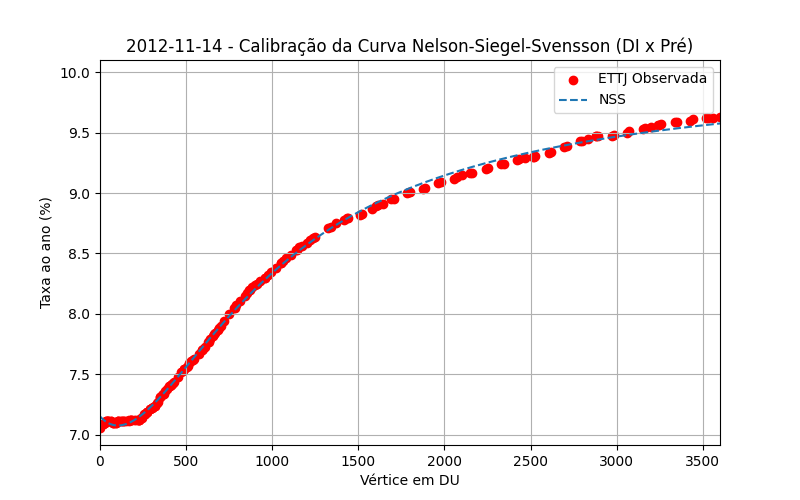 2012-11-14 - Calibração da Curva Nelson-Siegel-Svensson (DI x Pré)
ETTJ Observada
NSS
Taxa ao ano (%)
10.0
9.5
9.0
8.5
8.0
7.5
7.0
0 500 1000 1500 2000 2500 3000 3500
Vértice em DU